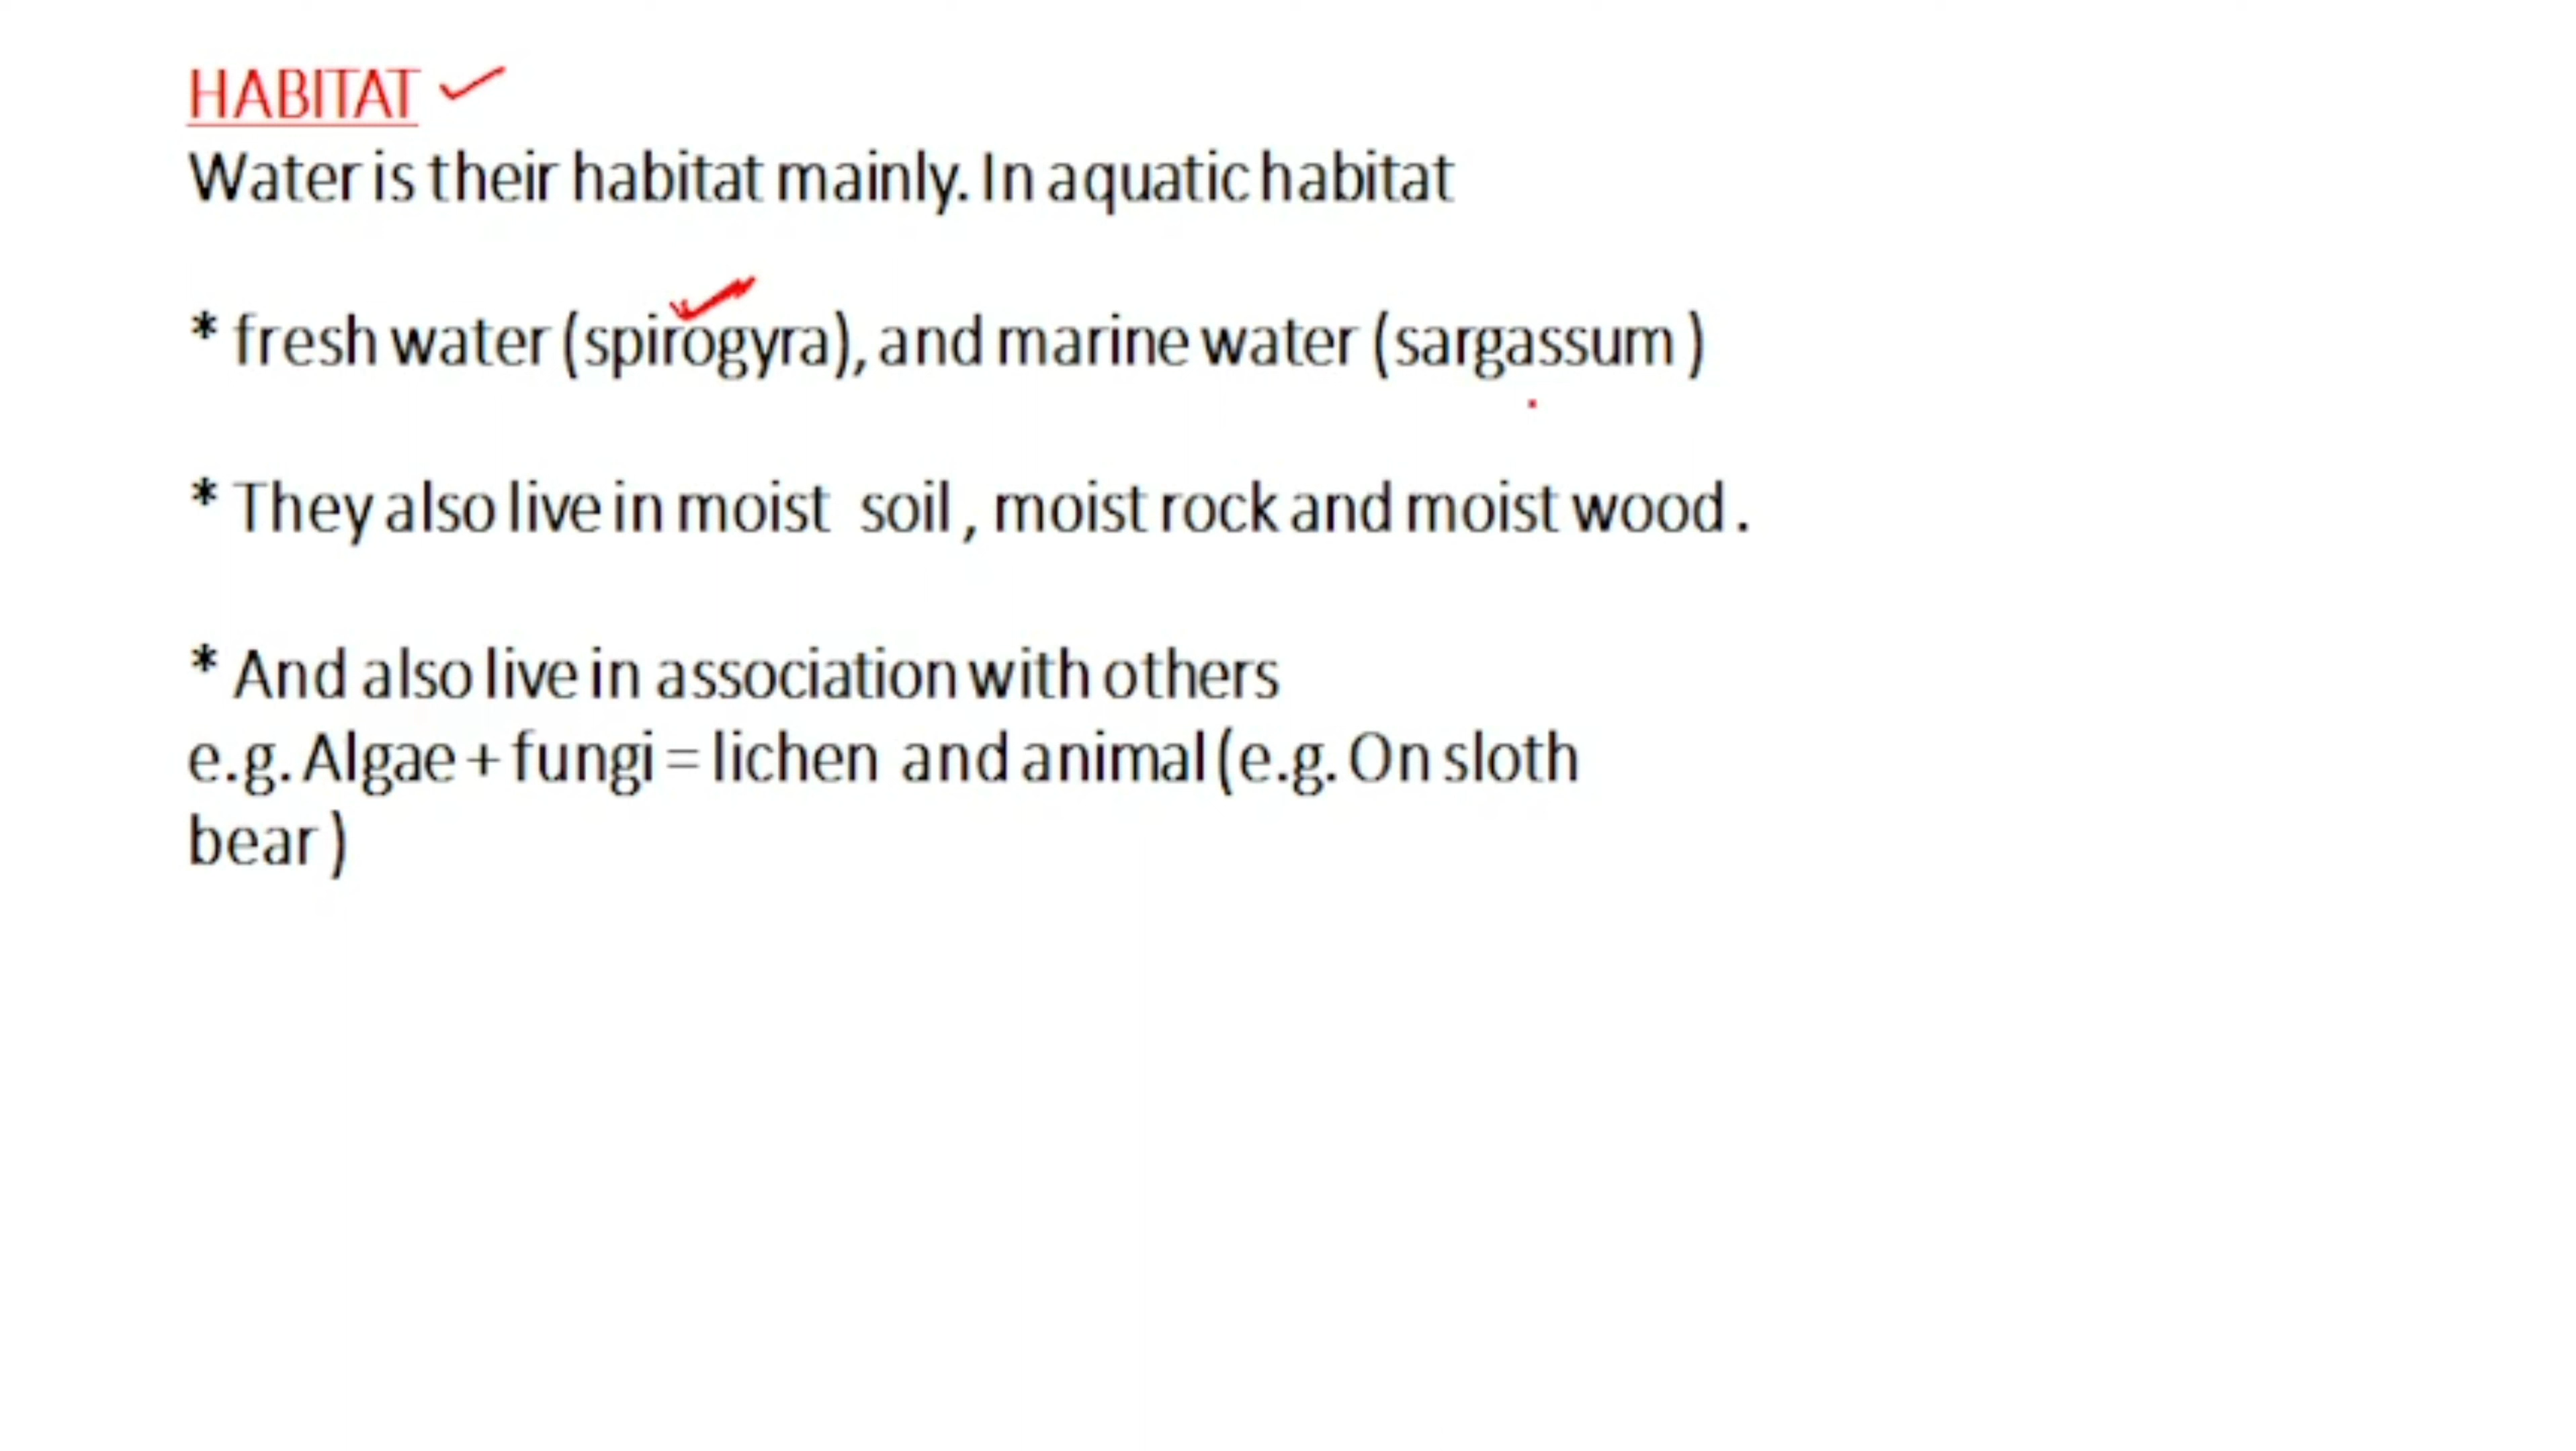 HABITAT
Water is their habitat mainly. In aquatic habitat
* fresh water (spirogyra), and marine water (sargassum )
* They also live in moist soil , moist rock and moist wood .
* And also live in association with others
e.g. Algae + fungi = lichen and animal (e.g. On sloth
bear )